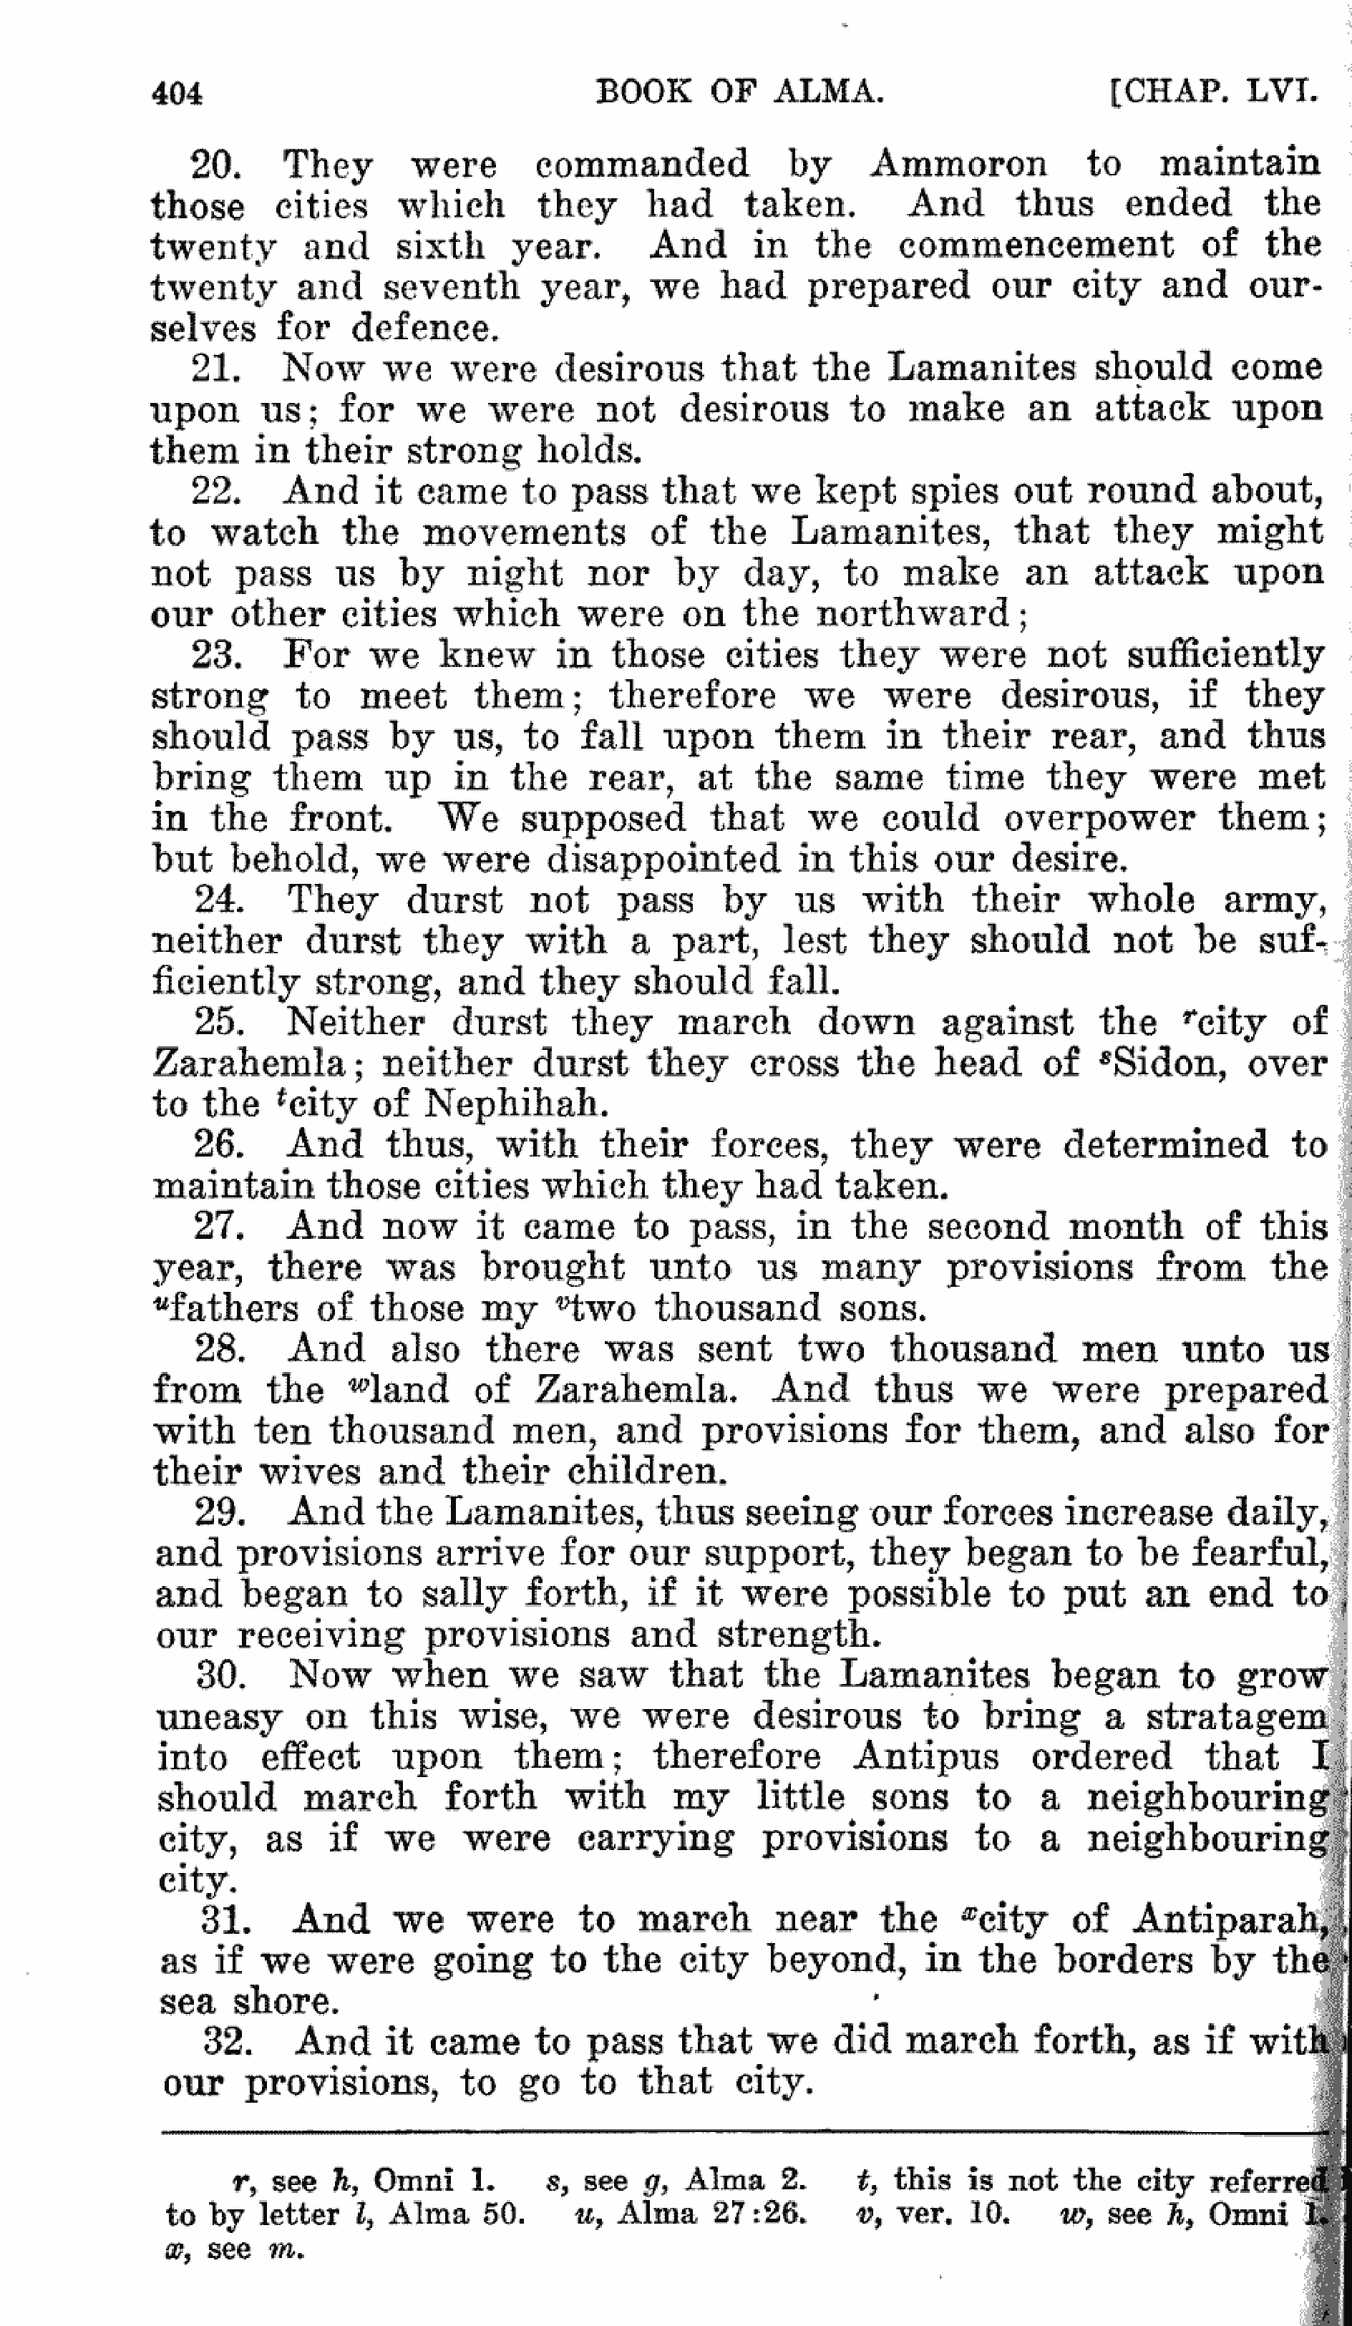 404 BOOK OF ALMA. [CHAP. LVI.
20. They were commanded by Ammoron to maintain
those cities which they had taken. And thus ended the
twenty and sixth year. And in the commencement of the
twenty and seventh year, we had prepared our city and our-
selves for defence.
21. Now we were desirous that the Lamanites should come
upon us; for we were not desirous to make an attack upon
them in their strong holds.
22. And it came to pass that we kept spies out round about,
to watch the movements of the Lamanites, that they might
not pass us by night nor by day, to make an attack upon
our other cities which were on the northward;
23. For we knew in those cities they were not sufficiently
strong to meet them; therefore we were desirous, if they
should pass by us, to fall upon them in their rear, and thus
bring them up in the rear, at the same time they were met
in the front. We supposed that we could overpower them;
but behold, we were disappointed in this our desire.
24. They durst not pass by us with their whole army,
neither durst they with a part, lest they should not be suf-
ficiently strong, and they should fall.
25. Neither durst they march down against the rcity of
Zarahemla; neither durst they cross the head of sSidon, over
to the tcity of Nephihah.
26. And thus, with their forces, they were determined to
maintain those cities which they had taken.
27. And now it came to pass, in the second month of this
year, there was brought unto us many provisions from the
ufathers of those my vtwo thousand sons.
28. And also there was sent two thousand men unto us
from the wland of Zarahemla. And thus we were prepared
with ten thousand men, and provisions for them, and also for
their wives and their children.
29. And the Lamanites, thus seeing our forces increase daily,
and provisions arrive for our support, they began to be fearful,
and began to sally forth, if it were possible to put an end to
our receiving provisions and strength.
30. Now when we saw that the Lamanites began to grow
uneasy on this wise, we were desirous to bring a stratagem
into effect upon them; therefore Antipus ordered that I
should march forth with my little sons to a neighbouring
city, as if we were carrying provisions to a neighbouring
city.
31. And we were to march near the xcity of Antiparah,
as if we were going to the city beyond, in the borders by the
sea shore.
32. And it came to pass that we did march forth, as if with
our provisions, to go to that city.
r, see h, Omni 1. s, see g, Alma 2. t, this is not the city referred
to by letter l, Alma 50. u, Alma 27:26. v, ver. 10. w, see h, Omni 1.
x, see m.